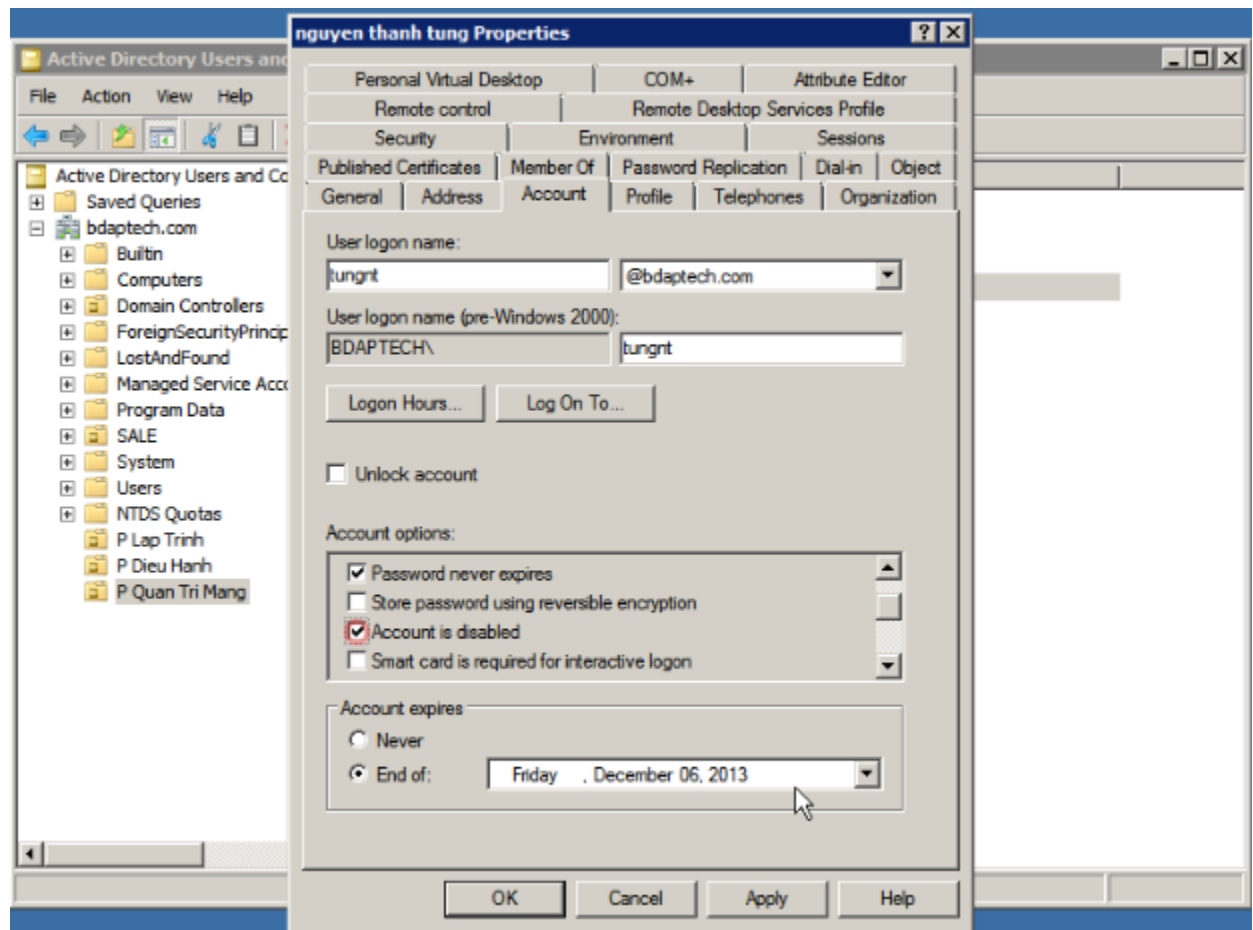 nguyen thanh tung Properties
Active Directory Users and
File Action View Help
Active Directory Users and Co
Saved Queries
bdaptech.com
Builtin
Computers
Domain Controllers
ForeignSecurityPrincip
LostAndFound
Managed Service Acco
Program Data
SALE
System
Users
NTDS Quotas
P Lap Trinh
P Dieu Hanh
P Quan Tri Mang
Personal Virtual Desktop COM+ Attribute Editor
Remote control Remote Desktop Services Profile
Security Environment Sessions
Published Certificates Member Of Password Replication Dial-in Object
General Address Account Profile Telephones Organization
User logon name:
tungnt @bdaptech.com
User logon name (pre-Windows 2000):
BDAPTECH\ tungnt
Logon Hours... Log On To...
Unlock account
Account options:
Password never expires
Store password using reversible encryption
Account is disabled
Smart card is required for interactive logon
Account expires
Never
End of: Friday , December 06, 2013
OK Cancel Apply Help